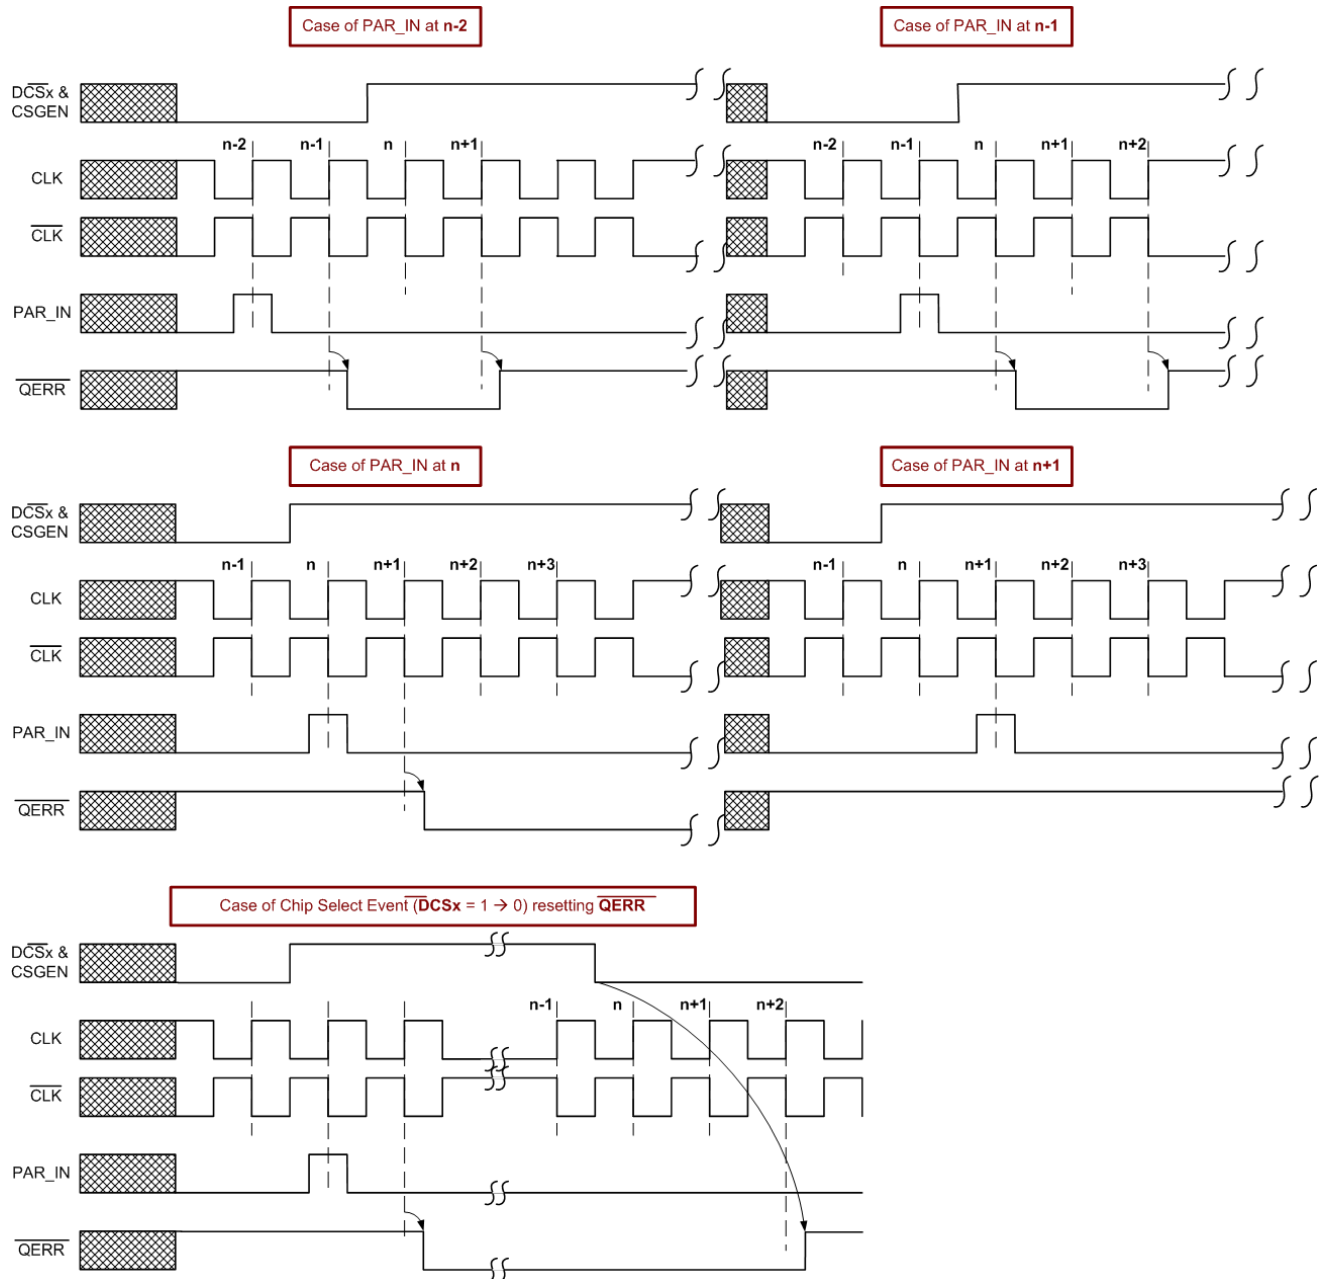 Case of PAR_IN at n-2
Case of PAR_IN at n-1
DCSx &
CSGEN
n-2 n-1 n n+1
n-2 n-1 n n+1 n+2
CLK
CLK
PAR_IN
QERR
Case of PAR_IN at n
Case of PAR_IN at n+1
DCSx &
CSGEN
n-1 n n+1 n+2 n+3
n-1 n n+1 n+2 n+3
CLK
CLK
PAR_IN
QERR
Case of Chip Select Event (DCSx = 1 → 0) resetting QERR
DCSx &
CSGEN
n-1 n n+1 n+2
CLK
CLK
PAR_IN
QERR